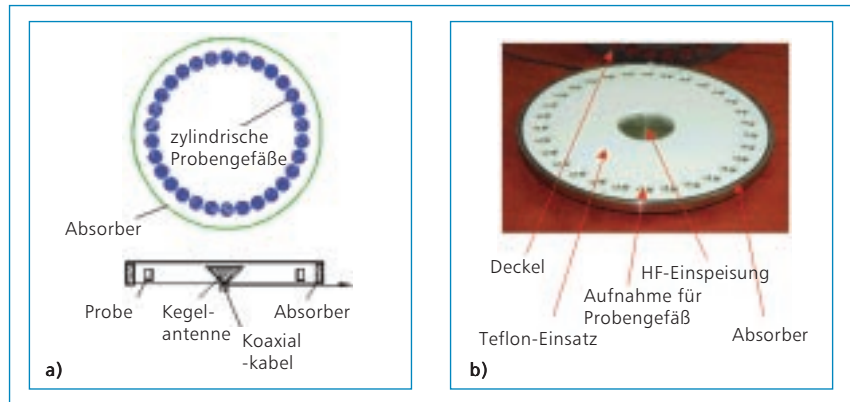 zylindrische
Probengefäße
Absorber
Probe
Kegel-
antenne
Koaxial
-kabel
Absorber
a)
Deckel
HF-Einspeisung
Aufnahme für
Probengefäß
Teflon-Einsatz
Absorber
b)